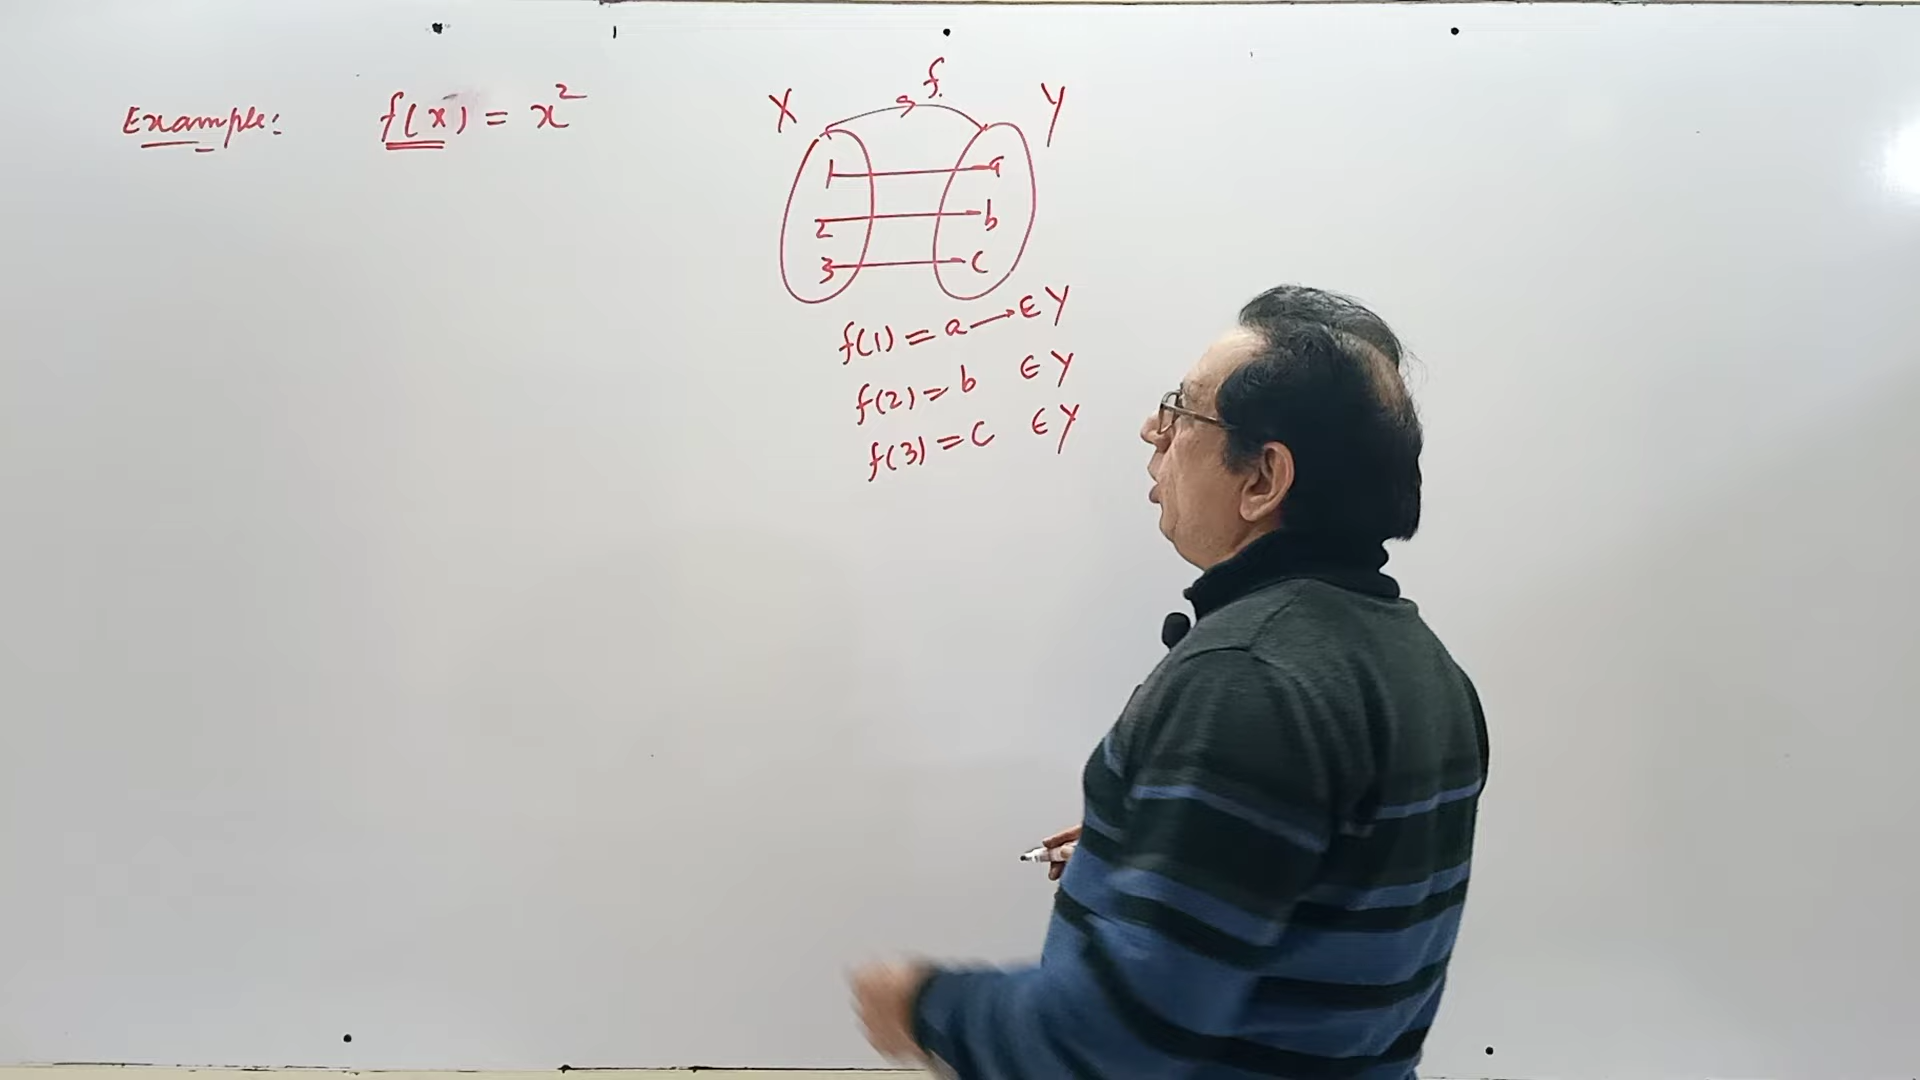 Example: f(x) = x²
f
X Y
1 a
2 b
3 c
f(1) = a → ∈ Y
f(2) = b ∈ Y
f(3) = c ∈ Y